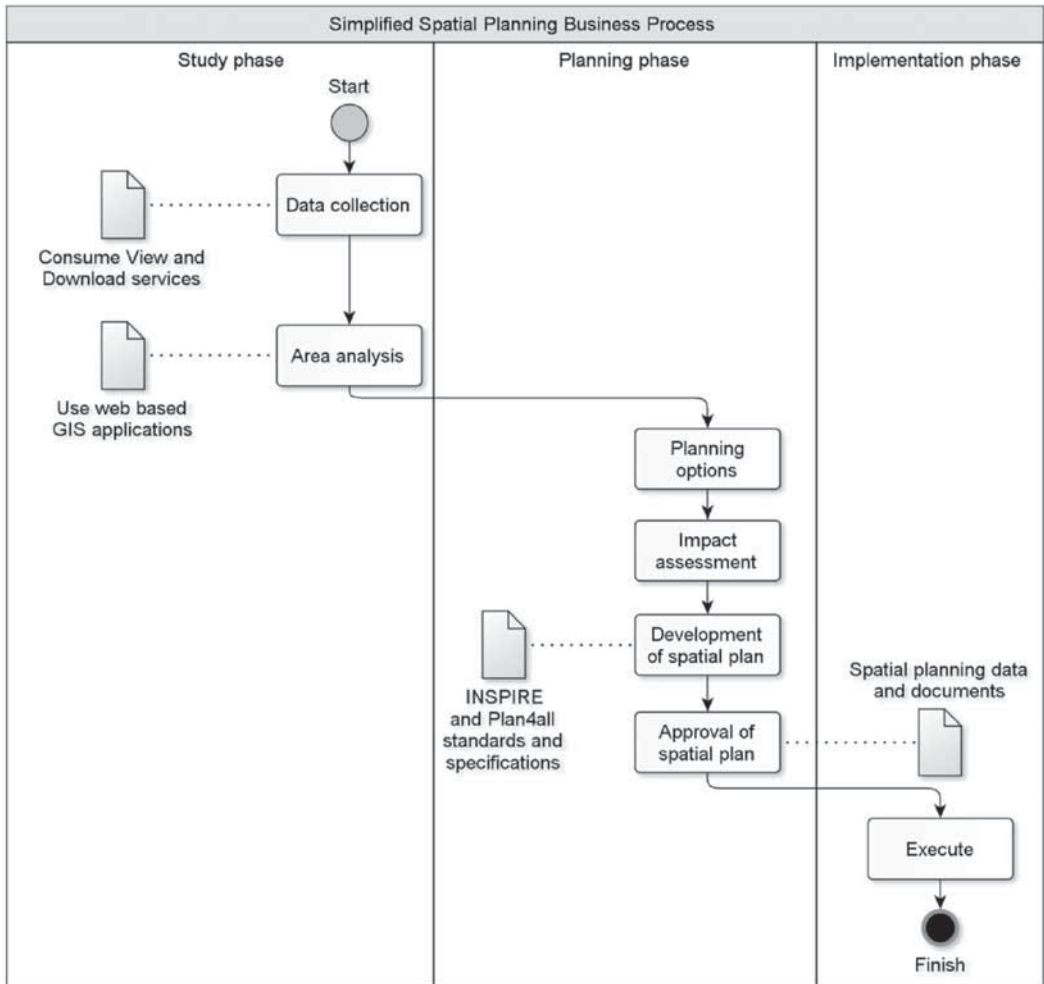 Simplified Spatial Planning Business Process
Study phase
Planning phase
Implementation phase
Start
Data collection
Consume View and
Download services
Area analysis
Use web based
GIS applications
Planning
options
Impact
assessment
Development
of spatial plan
INSPIRE
and Plan4all
standards and
specifications
Spatial planning data
and documents
Approval of
spatial plan
Execute
Finish